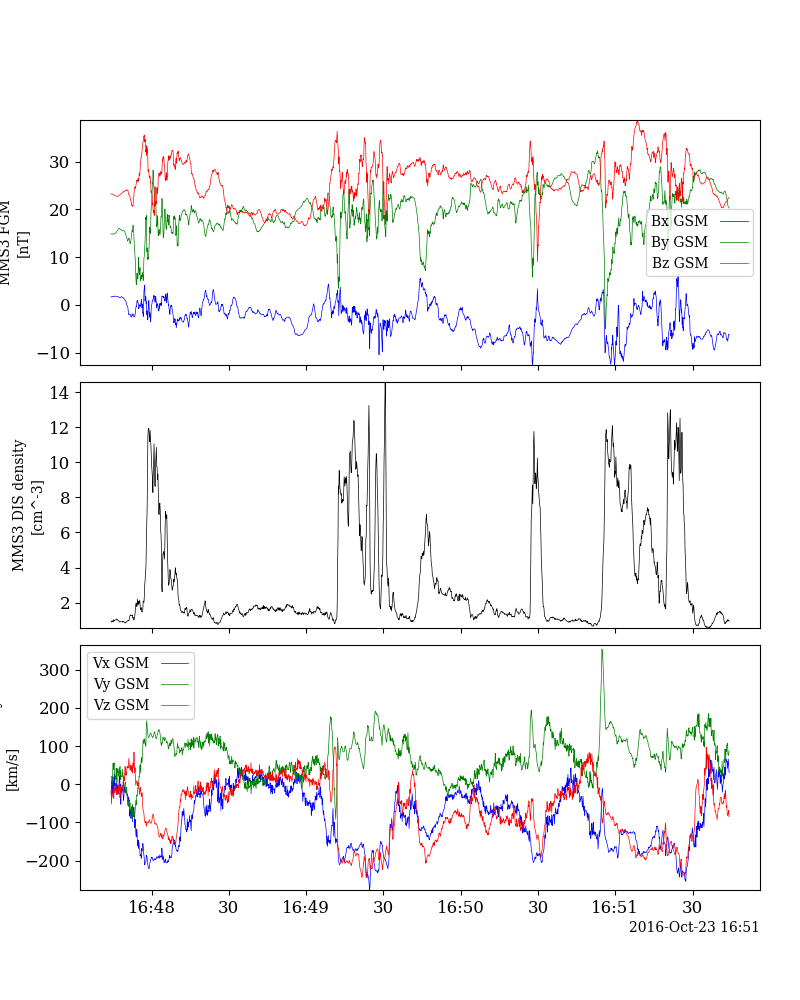 MMS3 FGM
[nT]
30
20
10
0
−10
Bx GSM
By GSM
Bz GSM
MMS3 DIS density
[cm^-3]
14
12
10
8
6
4
2
[km/s]
300
200
100
0
−100
−200
Vx GSM
Vy GSM
Vz GSM
16:48
30
16:49
30
16:50
30
16:51
30
2016-Oct-23 16:51